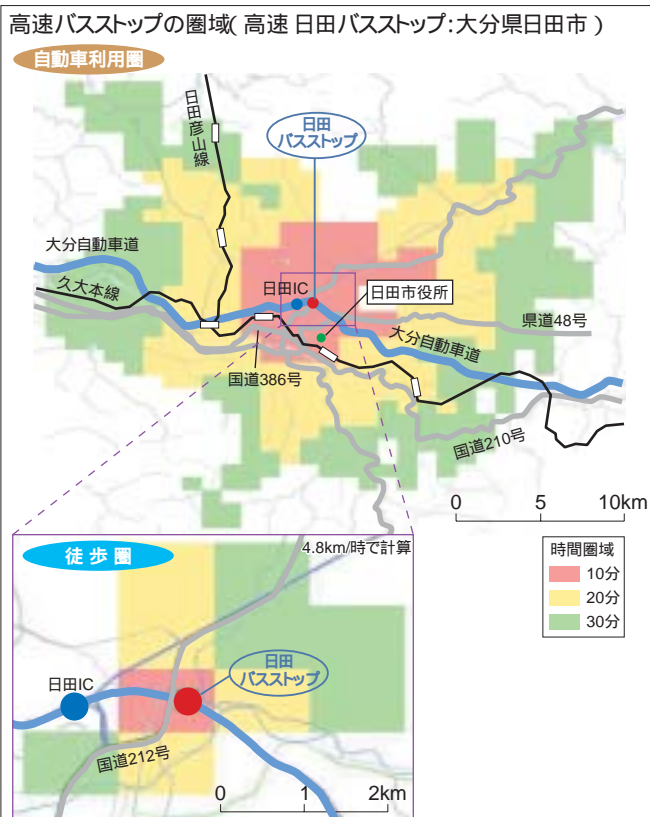 高速バスストップの圏域( 高速 日田バスストップ:大分県日田市 )
自動車利用圏
日田彦山線
日田
バスストップ
大分自動車道
久大本線
日田IC
日田市役所
県道48号
大分自動車道
国道386号
国道210号
0 5 10km
徒歩圏
4.8km/時で計算
時間圏域
10分
20分
30分
日田
バスストップ
日田IC
国道212号
0 1 2km